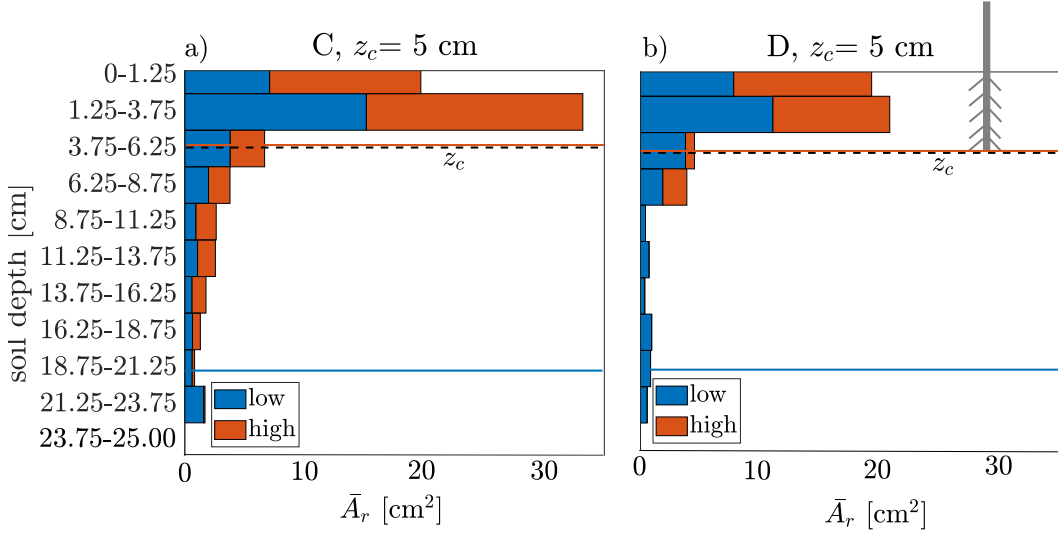 a)
C, z_c= 5 cm
b)
D, z_c= 5 cm
soil depth [cm]
0-1.25
1.25-3.75
3.75-6.25
6.25-8.75
8.75-11.25
11.25-13.75
13.75-16.25
16.25-18.75
18.75-21.25
21.25-23.75
23.75-25.00
z_c
z_c
low
high
low
high
0 10 20 30
0 10 20 30
Ā_r [cm²]
Ā_r [cm²]